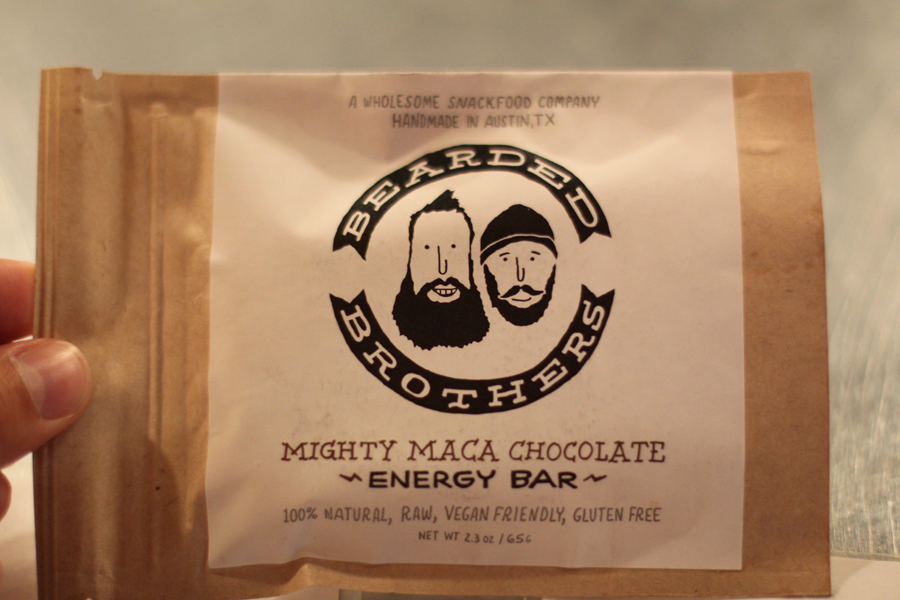 A WHOLESOME SNACKFOOD COMPANY
HANDMADE IN AUSTIN, TX
BEARDED
BROTHERS
MIGHTY MACA CHOCOLATE
~ENERGY BAR~
100% NATURAL, RAW, VEGAN FRIENDLY, GLUTEN FREE
NET WT 2.3 OZ / 65G